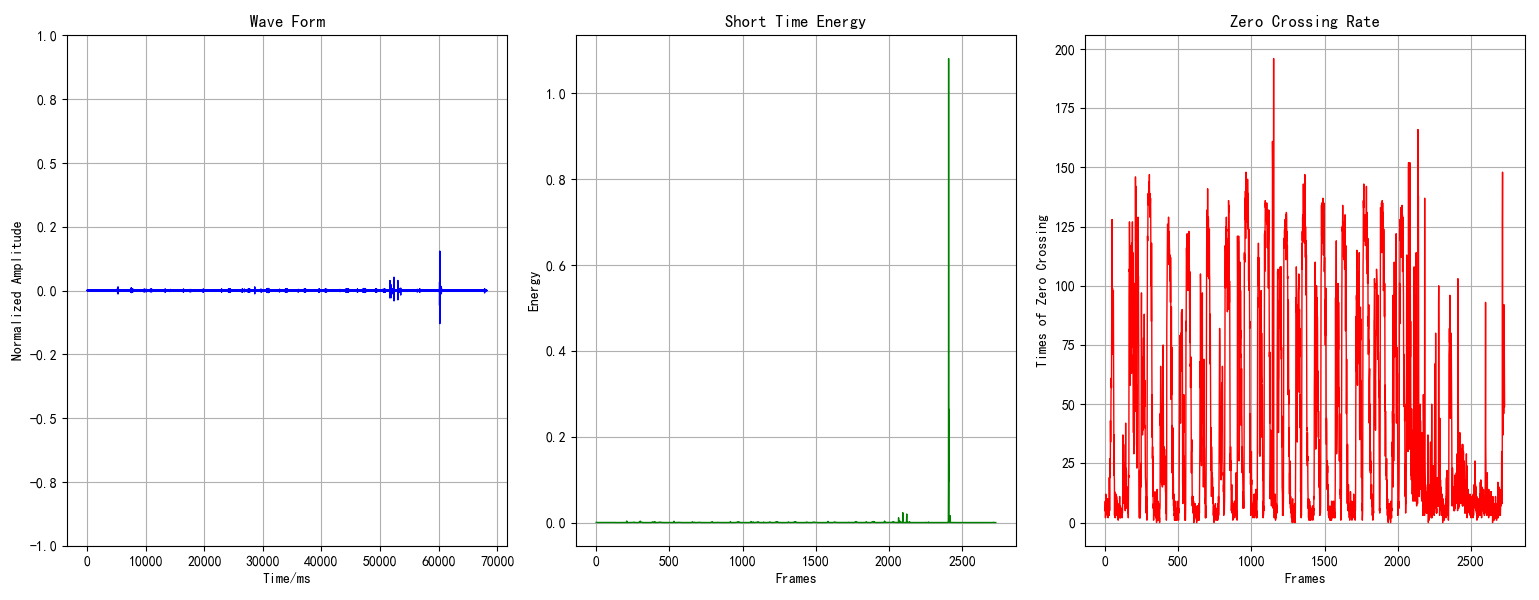 Wave Form
1.0
0.8
0.5
0.2
0.0
−0.2
−0.5
−0.8
−1.0
Normalized Amplitude
0 10000 20000 30000 40000 50000 60000 70000
Time/ms
Short Time Energy
1.0
0.8
0.6
0.4
0.2
0.0
Energy
0 500 1000 1500 2000 2500
Frames
Zero Crossing Rate
200
175
150
125
100
75
50
25
0
Times of Zero Crossing
0 500 1000 1500 2000 2500
Frames